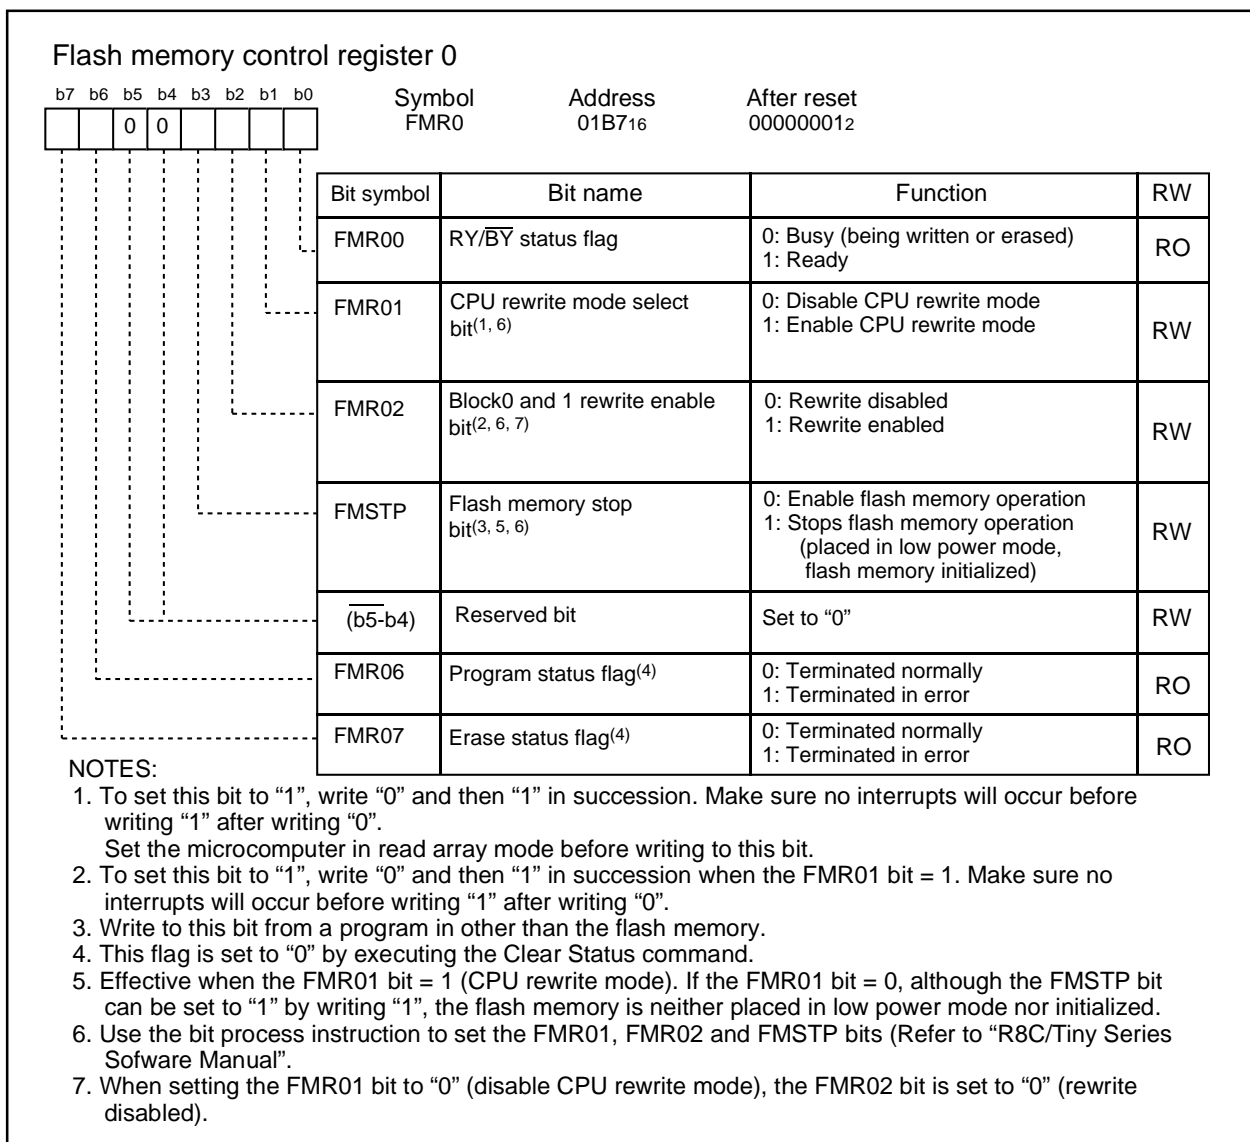 Flash memory control register 0
b7 b6 b5 b4 b3 b2 b1 b0
Symbol Address After reset
0 0
FMR0 01B716 000000012
Bit symbol Bit name Function RW
FMR00 RY/BY status flag 0: Busy (being written or erased)
1: Ready
RO
FMR01 CPU rewrite mode select 0: Disable CPU rewrite mode
bit(1, 6) 1: Enable CPU rewrite mode
RW
FMR02 Block0 and 1 rewrite enable 0: Rewrite disabled
bit(2, 6, 7) 1: Rewrite enabled
RW
FMSTP Flash memory stop 0: Enable flash memory operation
bit(3, 5, 6) 1: Stops flash memory operation
(placed in low power mode,
flash memory initialized)
RW
(b5-b4) Reserved bit Set to “0” RW
FMR06 Program status flag(4) 0: Terminated normally
1: Terminated in error
RO
FMR07 Erase status flag(4) 0: Terminated normally
1: Terminated in error
RO
NOTES:
1. To set this bit to “1”, write “0” and then “1” in succession. Make sure no interrupts will occur before
writing “1” after writing “0”.
Set the microcomputer in read array mode before writing to this bit.
2. To set this bit to “1”, write “0” and then “1” in succession when the FMR01 bit = 1. Make sure no
interrupts will occur before writing “1” after writing “0”.
3. Write to this bit from a program in other than the flash memory.
4. This flag is set to “0” by executing the Clear Status command.
5. Effective when the FMR01 bit = 1 (CPU rewrite mode). If the FMR01 bit = 0, although the FMSTP bit
can be set to “1” by writing “1”, the flash memory is neither placed in low power mode nor initialized.
6. Use the bit process instruction to set the FMR01, FMR02 and FMSTP bits (Refer to “R8C/Tiny Series
Sofware Manual”.
7. When setting the FMR01 bit to “0” (disable CPU rewrite mode), the FMR02 bit is set to “0” (rewrite
disabled).